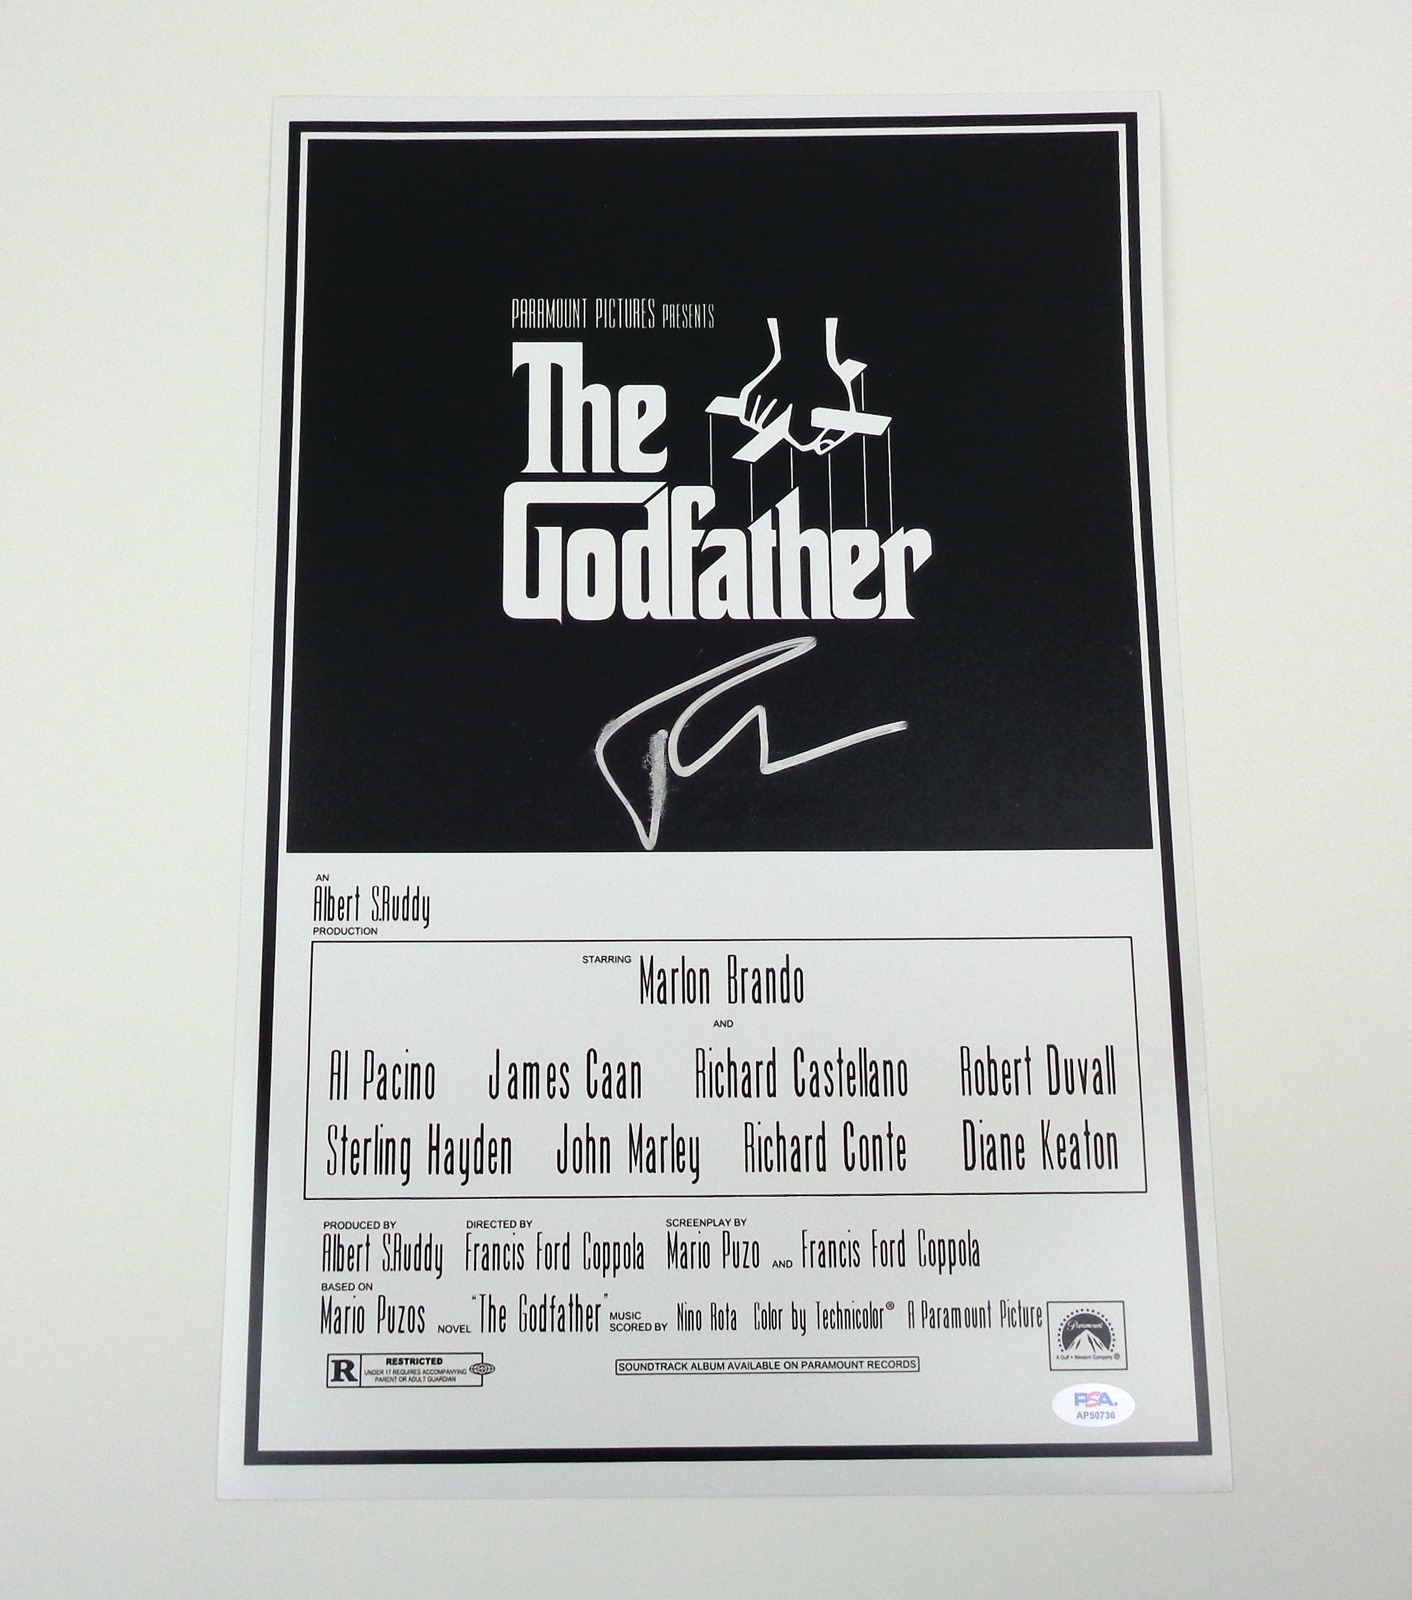 PARAMOUNT PICTURES PRESENTS
The
Godfather
AN
Albert S.Ruddy
PRODUCTION
STARRING Marlon Brando
AND
Al Pacino James Caan Richard Castellano Robert Duvall
Sterling Hayden John Marley Richard Conte Diane Keaton
PRODUCED BY DIRECTED BY SCREENPLAY BY
Albert S.Ruddy Francis Ford Coppola Mario Puzo AND Francis Ford Coppola
BASED ON
Mario Puzos NOVEL "The Godfather" MUSIC SCORED BY Nino Rota Color by Technicolor® A Paramount Picture
Paramount
A Gulf + Western Company ®
R RESTRICTED
UNDER 17 REQUIRES ACCOMPANYING
PARENT OR ADULT GUARDIAN
SOUNDTRACK ALBUM AVAILABLE ON PARAMOUNT RECORDS
PSA
AP50736